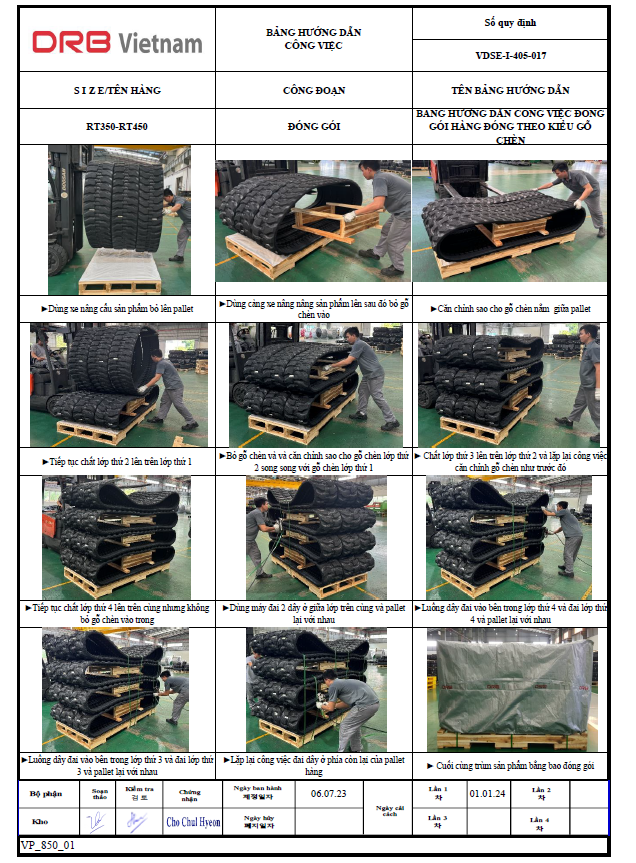 DRB Vietnam
BẢNG HƯỚNG DẪN
CÔNG VIỆC
Số quy định
VDSE-I-405-017
S I Z E/TÊN HÀNG
CÔNG ĐOẠN
TÊN BẢNG HƯỚNG DẪN
RT350-RT450
ĐÓNG GÓI
BẢNG HƯỚNG DẪN CÔNG VIỆC ĐÓNG
GÓI HÀNG ĐÓNG THEO KIỂU GỖ
CHÈN
►Dùng xe nâng cẩu sản phẩm bỏ lên pallet
►Dùng càng xe nâng nâng sản phẩm lên sau đó bỏ gỗ
chèn vào
►Căn chỉnh sao cho gỗ chèn nằm giữa pallet
►Tiếp tục chất lớp thứ 2 lên trên lớp thứ 1
►Bỏ gỗ chèn và và căn chỉnh sao cho gỗ chèn lớp thứ
2 song song với gỗ chèn lớp thứ 1
► Chất lớp thứ 3 lên trên lớp thứ 2 và lặp lại công việc
căn chỉnh gỗ chèn như trước đó
►Tiếp tục chất lớp thứ 4 lên trên cùng nhưng không
bỏ gỗ chèn vào trong
►Dùng máy đai 2 dây ở giữa lớp trên cùng và pallet
lại với nhau
►Luồng dây đai vào bên trong lớp thứ 4 và đai lớp thứ
4 và pallet lại với nhau
►Luồng dây đai vào bên trong lớp thứ 3 và đai lớp thứ
3 và pallet lại với nhau
►Lặp lại công việc đai dây ở phía còn lại của pallet
hàng
► Cuối cùng trùm sản phẩm bằng bao đóng gói
Bộ phận
Soạn
thảo
Kiểm tra
검 토
Chứng
nhận
Ngày ban hành
제정일자
06.07.23
Ngày cải
cách
Lần 1
차
01.01.24
Lần 2
차
Kho
Cho Chul Hyeon
Ngày hủy
폐지일자
Lần 3
차
Lần 4
차
VP_850_01